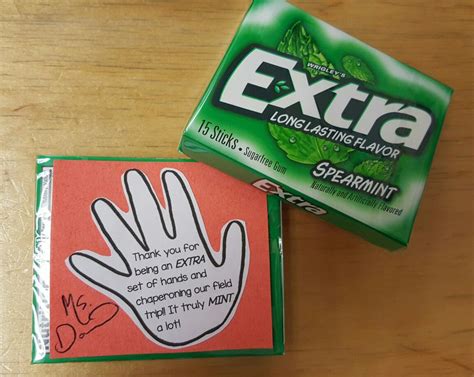 WRIGLEY'S
Extra
LONG LASTING FLAVOR
15 Sticks • Sugarfree Gum
SPEARMINT
Naturally and Artificially Flavored
Extra
Thank you for
being an EXTRA
set of hands and
chaperoning our field
trip!! It truly MINT
a lot!
Ms.